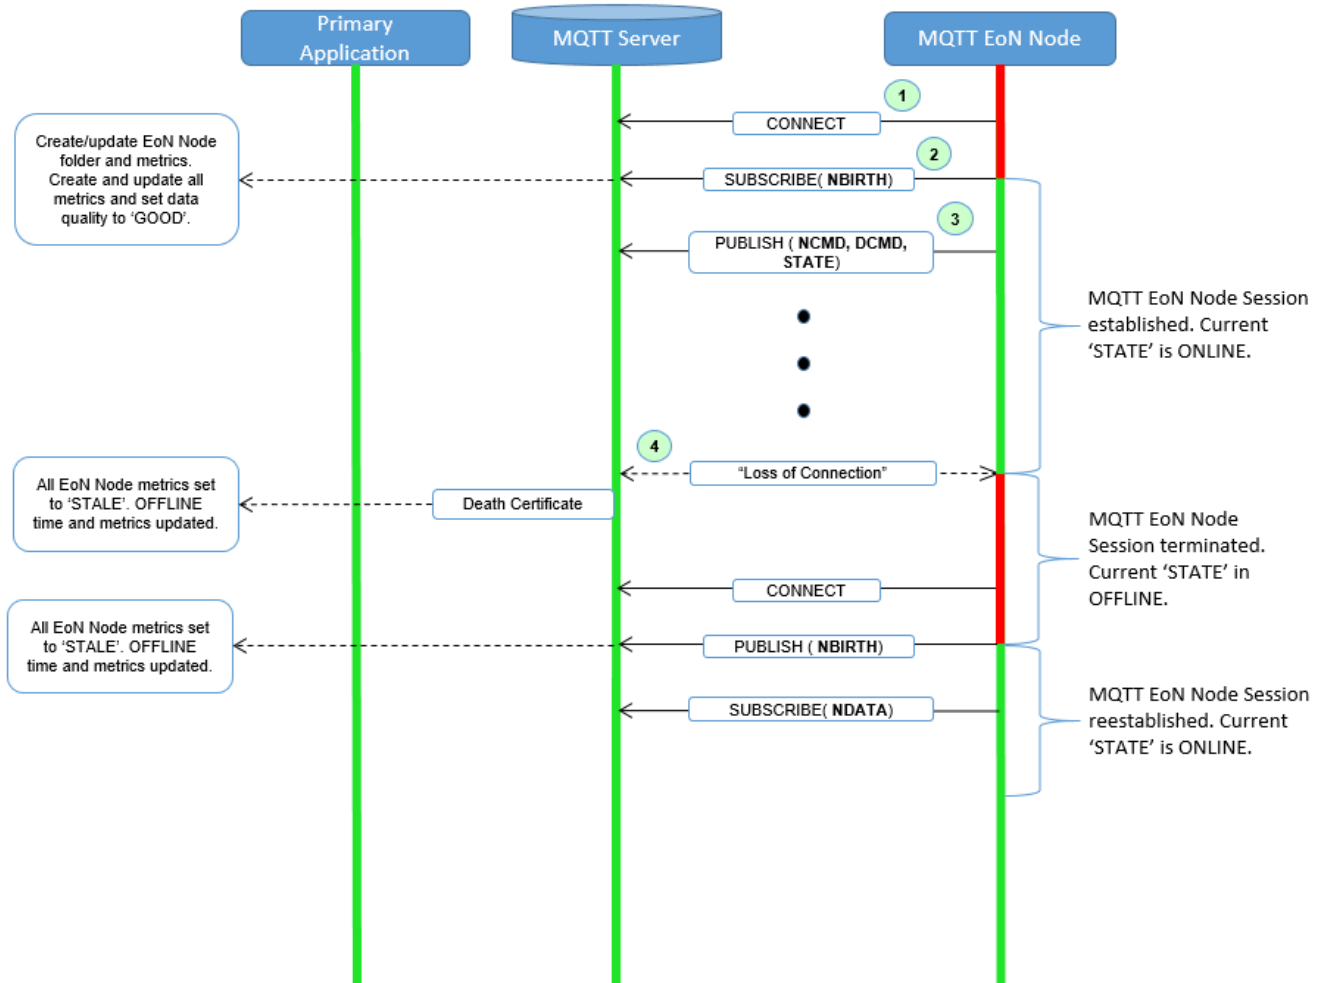 Primary
Application
MQTT Server
MQTT EoN Node
1
CONNECT
Create/update EoN Node
folder and metrics.
Create and update all
metrics and set data
quality to ‘GOOD’.
2
SUBSCRIBE( NBIRTH)
3
PUBLISH ( NCMD, DCMD,
STATE)
MQTT EoN Node Session
established. Current
‘STATE’ is ONLINE.
4
“Loss of Connection”
All EoN Node metrics set
to ‘STALE’. OFFLINE
time and metrics updated.
Death Certificate
MQTT EoN Node
Session terminated.
Current ‘STATE’ in
OFFLINE.
CONNECT
All EoN Node metrics set
to ‘STALE’. OFFLINE
time and metrics updated.
PUBLISH ( NBIRTH)
SUBSCRIBE( NDATA)
MQTT EoN Node Session
reestablished. Current
‘STATE’ is ONLINE.